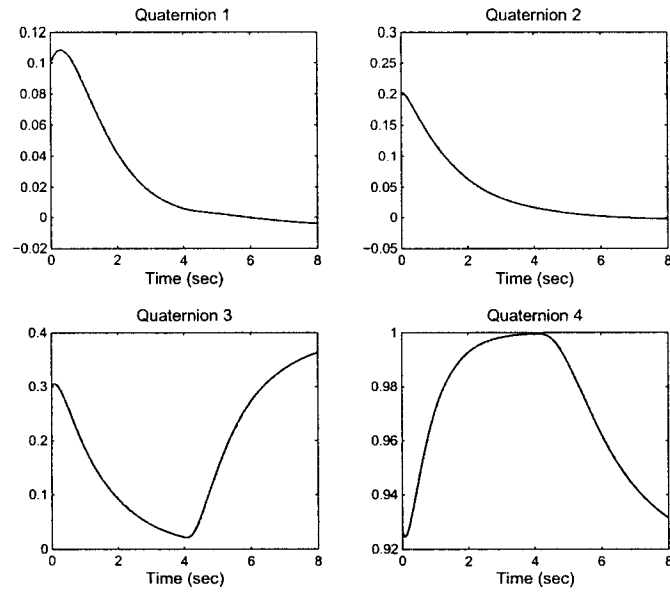 Quaternion 1
0.12
0.1
0.08
0.06
0.04
0.02
0
−0.02
0 2 4 6 8
Time (sec)
Quaternion 2
0.3
0.25
0.2
0.15
0.1
0.05
0
−0.05
0 2 4 6 8
Time (sec)
Quaternion 3
0.4
0.3
0.2
0.1
0
0 2 4 6 8
Time (sec)
Quaternion 4
1
0.98
0.96
0.94
0.92
0 2 4 6 8
Time (sec)